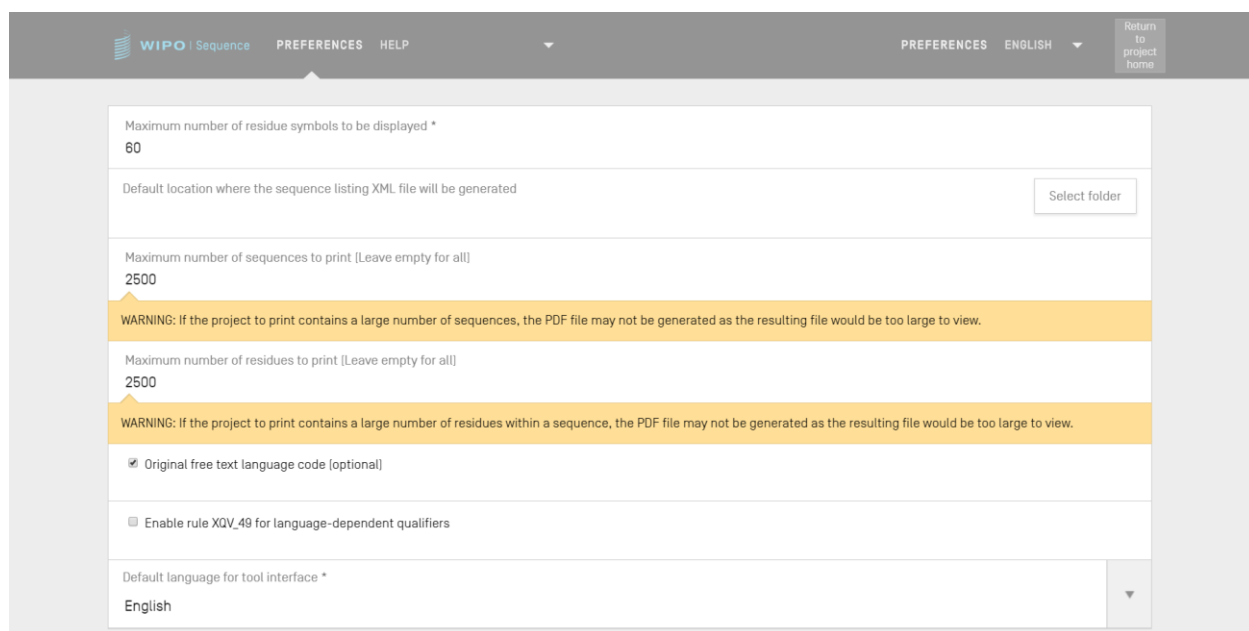 WIPO | Sequence PREFERENCES HELP PREFERENCES ENGLISH
Return
to
project
home
Maximum number of residue symbols to be displayed *
60
Default location where the sequence listing XML file will be generated
Select folder
Maximum number of sequences to print [Leave empty for all]
2500
WARNING: If the project to print contains a large number of sequences, the PDF file may not be generated as the resulting file would be too large to view.
Maximum number of residues to print [Leave empty for all]
2500
WARNING: If the project to print contains a large number of residues within a sequence, the PDF file may not be generated as the resulting file would be too large to view.
Original free text language code [optional]
Enable rule XQV_49 for language-dependent qualifiers
Default language for tool interface *
English